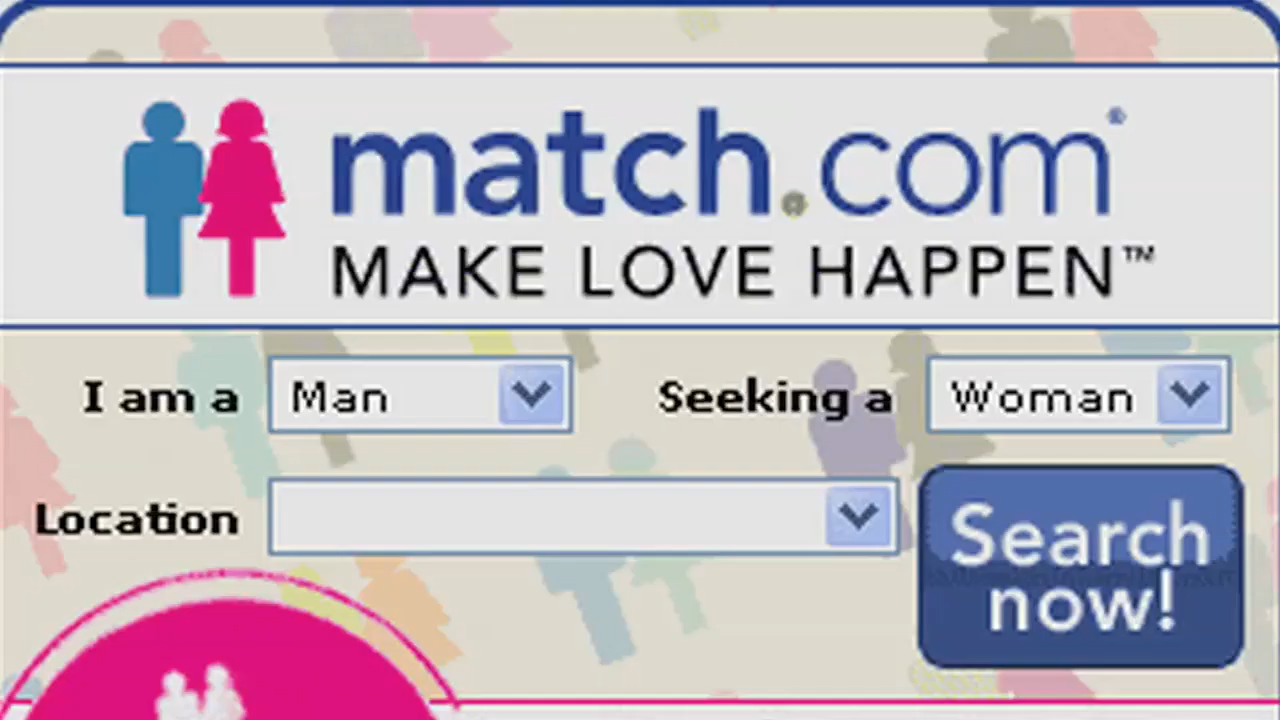 match.com®
MAKE LOVE HAPPEN™
I am a Man Seeking a Woman
Location
Search
now!